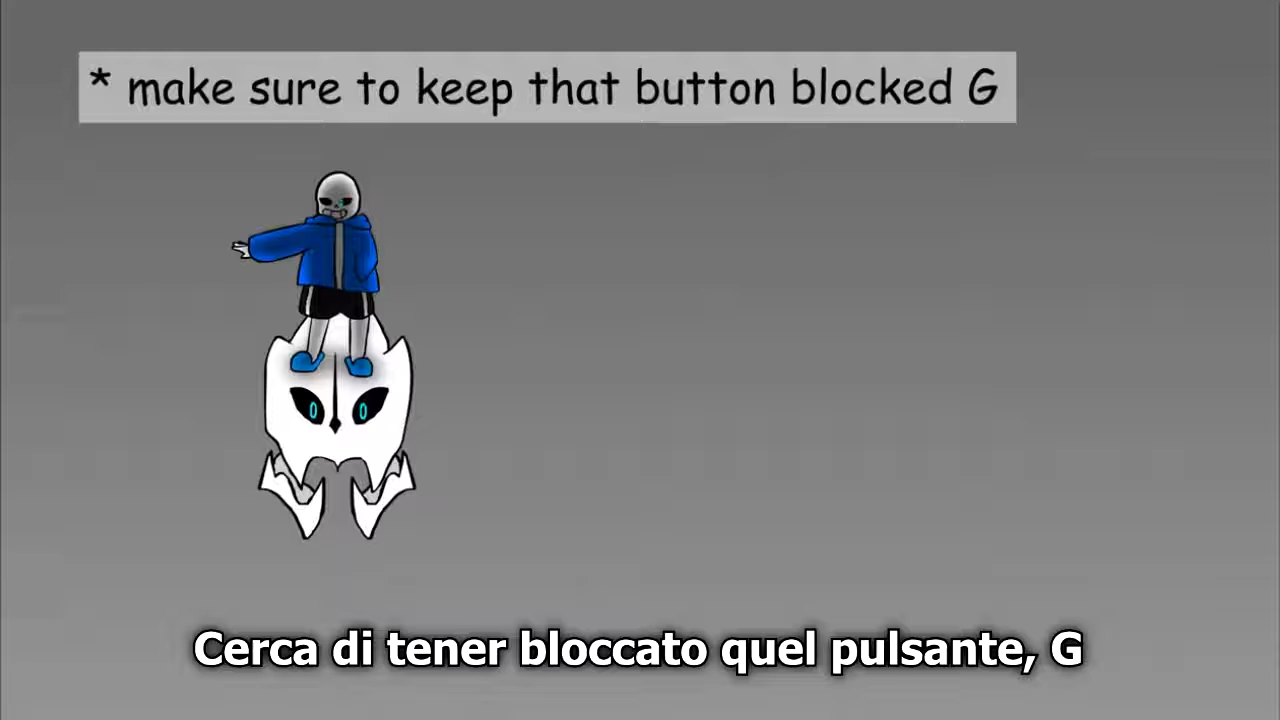 * make sure to keep that button blocked G
Cerca di tener bloccato quel pulsante, G